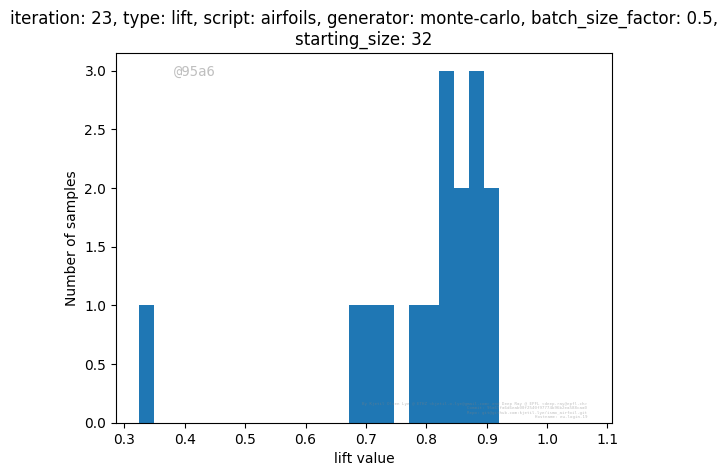 iteration: 23, type: lift, script: airfoils, generator: monte-carlo, batch_size_factor: 0.5,
starting_size: 32
@95a6
3.0
2.5
2.0
1.5
1.0
0.5
0.0
Number of samples
0.3 0.4 0.5 0.6 0.7 0.8 0.9 1.0 1.1
lift value